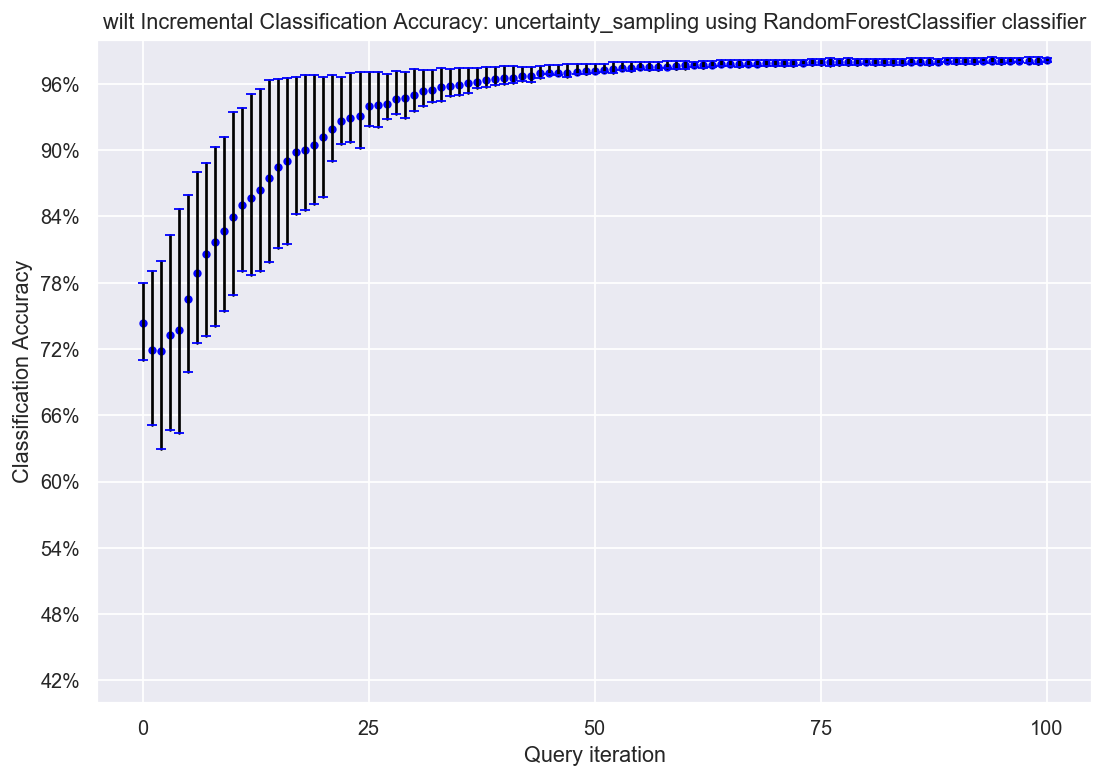 wilt Incremental Classification Accuracy: uncertainty_sampling using RandomForestClassifier classifier
96%
90%
84%
78%
72%
66%
60%
54%
48%
42%
Classification Accuracy
0 25 50 75 100
Query iteration